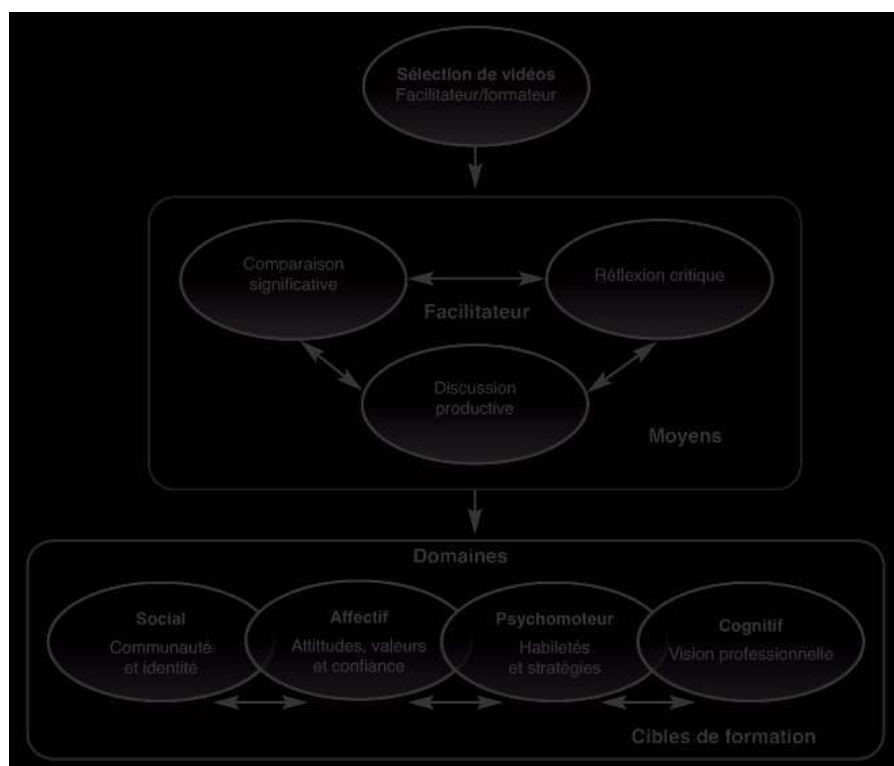 Sélection de vidéos
Facilitateur/formateur
Comparaison
significative
Réflexion critique
Facilitateur
Discussion
productive
Moyens
Domaines
Social
Communauté
et identité
Affectif
Attitudes, valeurs
et confiance
Psychomoteur
Habiletés
et stratégies
Cognitif
Vision professionnelle
Cibles de formation